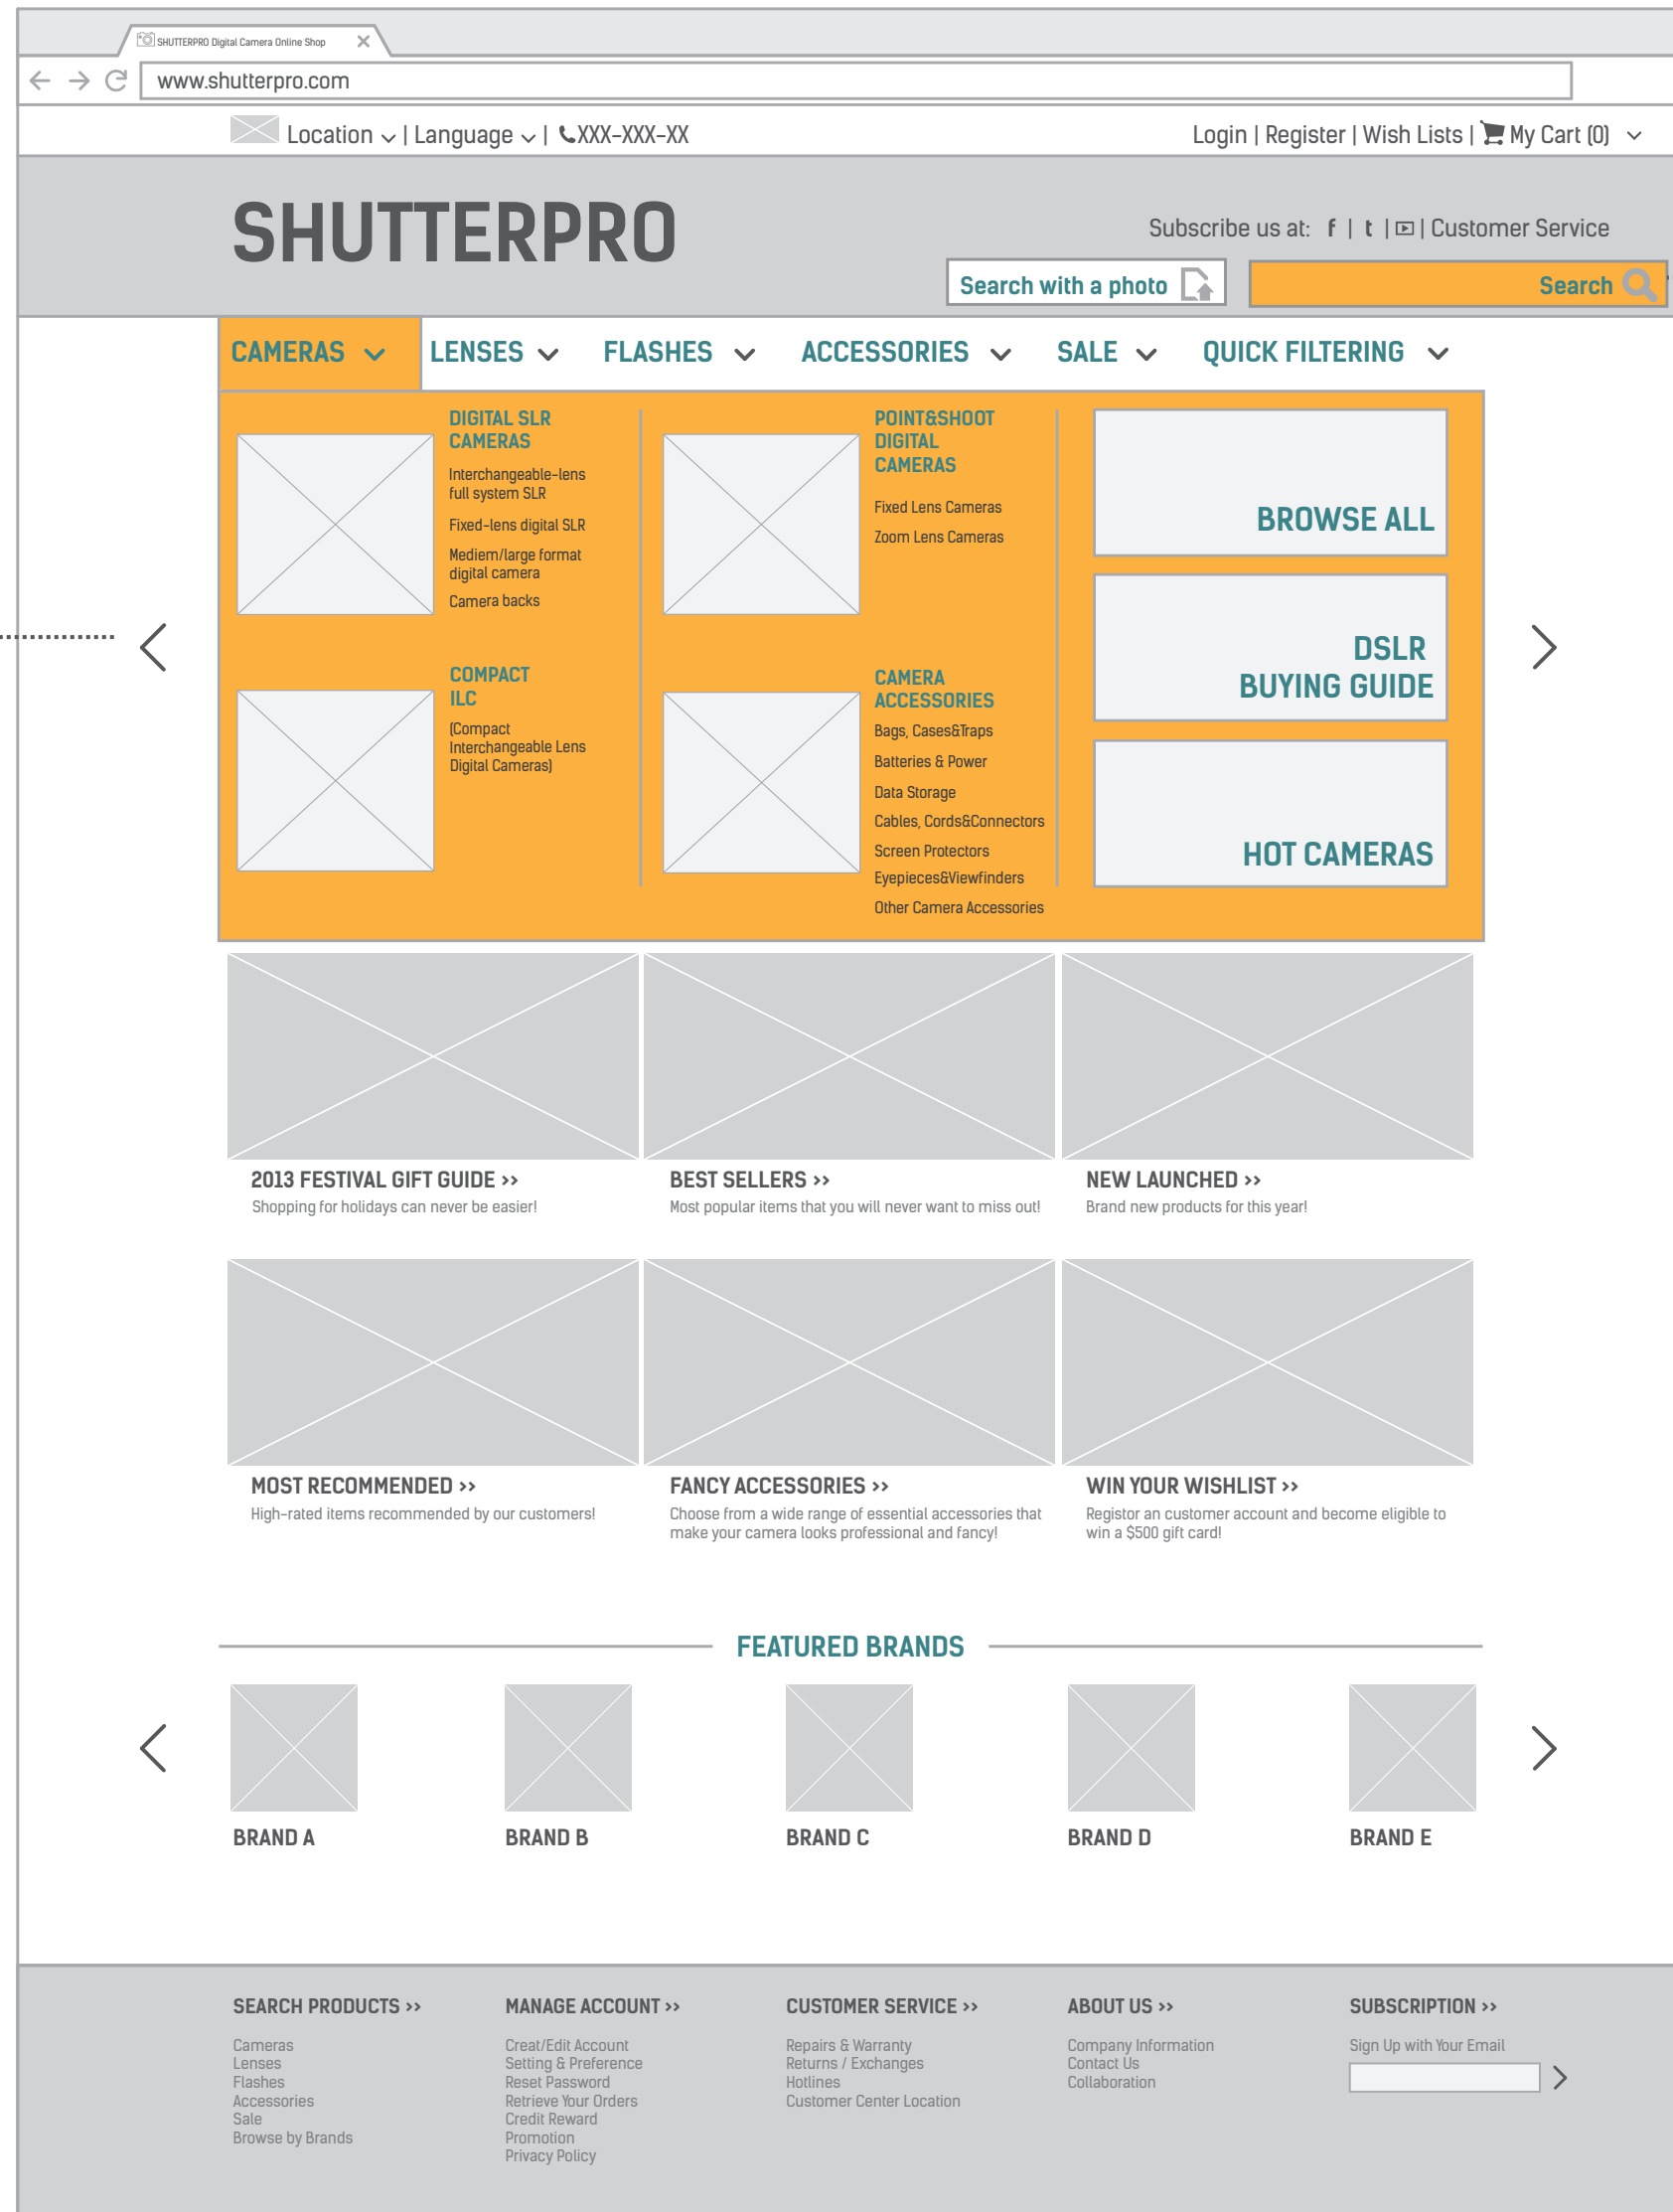 SHUTTERPRO Digital Camera Online Shop
www.shutterpro.com
Location | Language | XXX-XXX-XX
Login | Register | Wish Lists | My Cart (0)
SHUTTERPRO
Subscribe us at: f | t | | Customer Service
Search with a photo
Search
CAMERAS LENSES FLASHES ACCESSORIES SALE QUICK FILTERING
DIGITAL SLR
CAMERAS
Interchangeable-lens
full system SLR
Fixed-lens digital SLR
Mediem/large format
digital camera
Camera backs
COMPACT
ILC
(Compact
Interchangeable Lens
Digital Cameras)
POINT&SHOOT
DIGITAL
CAMERAS
Fixed Lens Cameras
Zoom Lens Cameras
CAMERA
ACCESSORIES
Bags, Cases&Traps
Batteries & Power
Data Storage
Cables, Cords&Connectors
Screen Protectors
Eyepieces&Viewfinders
Other Camera Accessories
BROWSE ALL
DSLR
BUYING GUIDE
HOT CAMERAS
2013 FESTIVAL GIFT GUIDE >>
Shopping for holidays can never be easier!
BEST SELLERS >>
Most popular items that you will never want to miss out!
NEW LAUNCHED >>
Brand new products for this year!
MOST RECOMMENDED >>
High-rated items recommended by our customers!
FANCY ACCESSORIES >>
Choose from a wide range of essential accessories that
make your camera looks professional and fancy!
WIN YOUR WISHLIST >>
Registor an customer account and become eligible to
win a $500 gift card!
FEATURED BRANDS
BRAND A
BRAND B
BRAND C
BRAND D
BRAND E
SEARCH PRODUCTS >>
Cameras
Lenses
Flashes
Accessories
Sale
Browse by Brands
MANAGE ACCOUNT >>
Creat/Edit Account
Setting & Preference
Reset Password
Retrieve Your Orders
Credit Reward
Promotion
Privacy Policy
CUSTOMER SERVICE >>
Repairs & Warranty
Returns / Exchanges
Hotlines
Customer Center Location
ABOUT US >>
Company Information
Contact Us
Collaboration
SUBSCRIPTION >>
Sign Up with Your Email